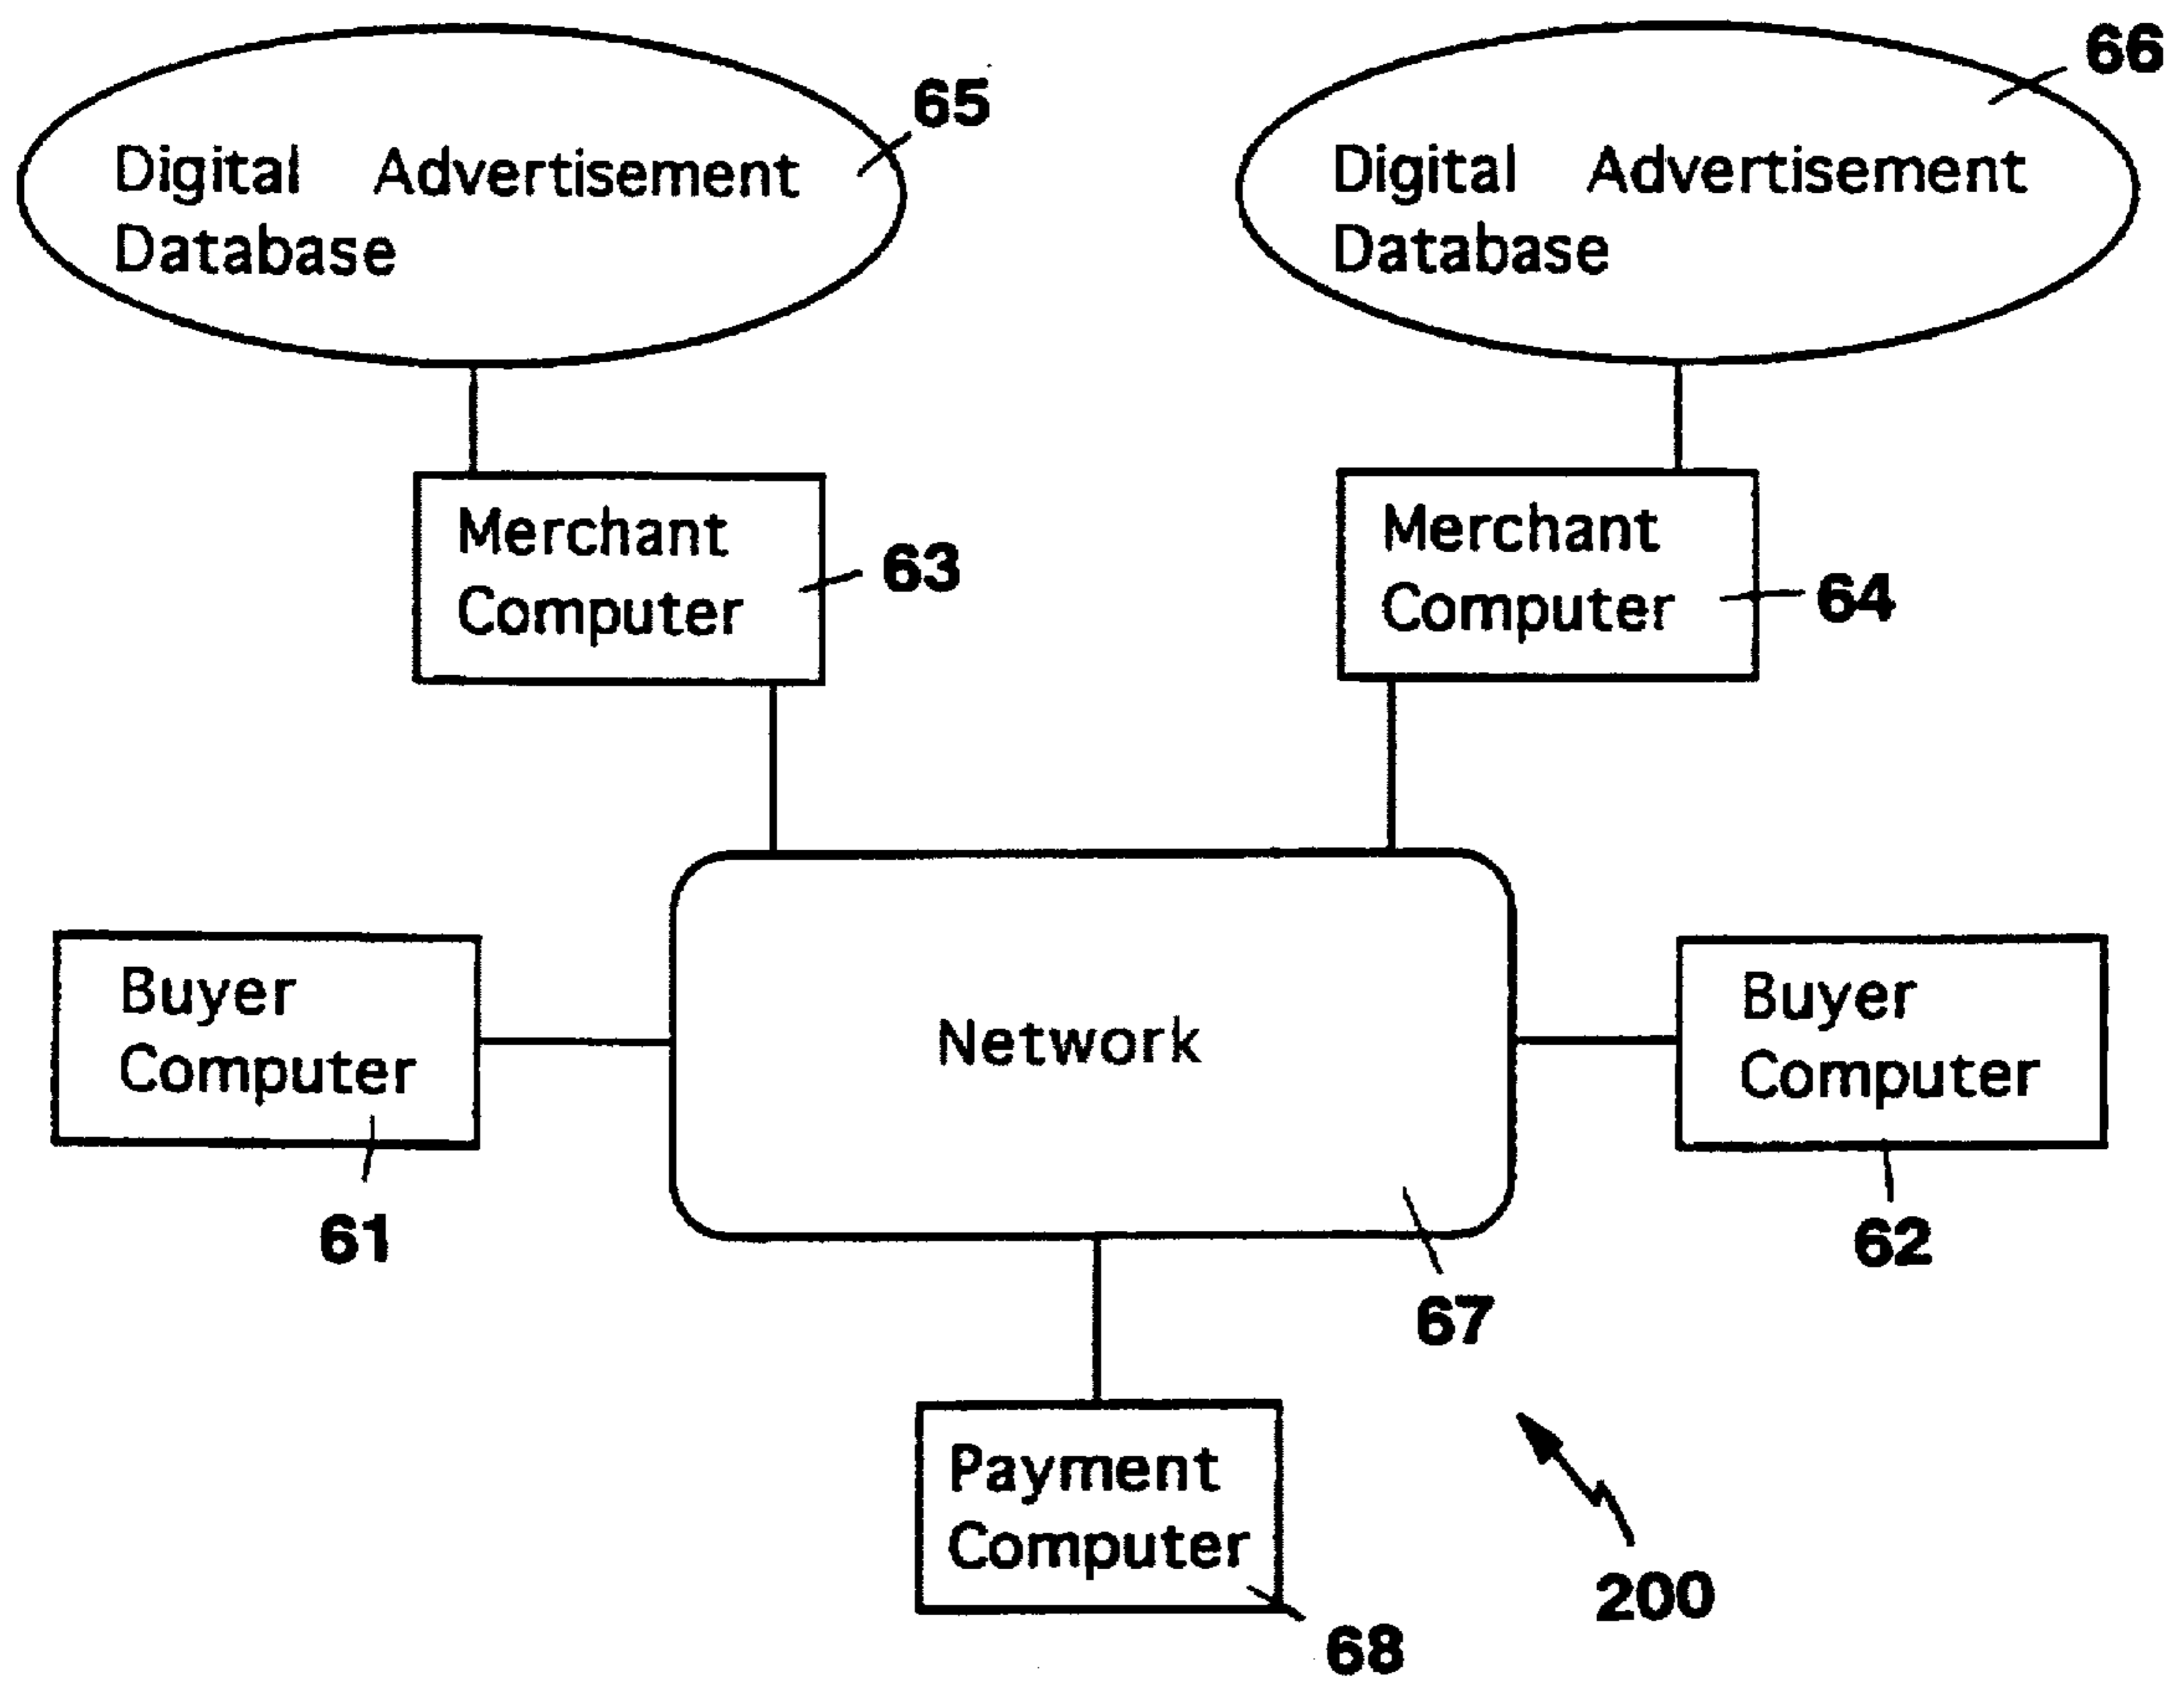 65
Digital Advertisement
Database
66
Digital Advertisement
Database
Merchant
Computer
63
Merchant
Computer
64
Buyer
Computer
61
Network
67
Buyer
Computer
62
Payment
Computer
68
200